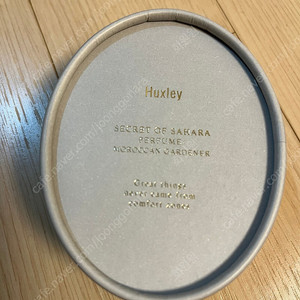 Huxley
SECRET OF SAHARA
PERFUME
MOROCCAN GARDENER
Great things
never came from
comfort zones